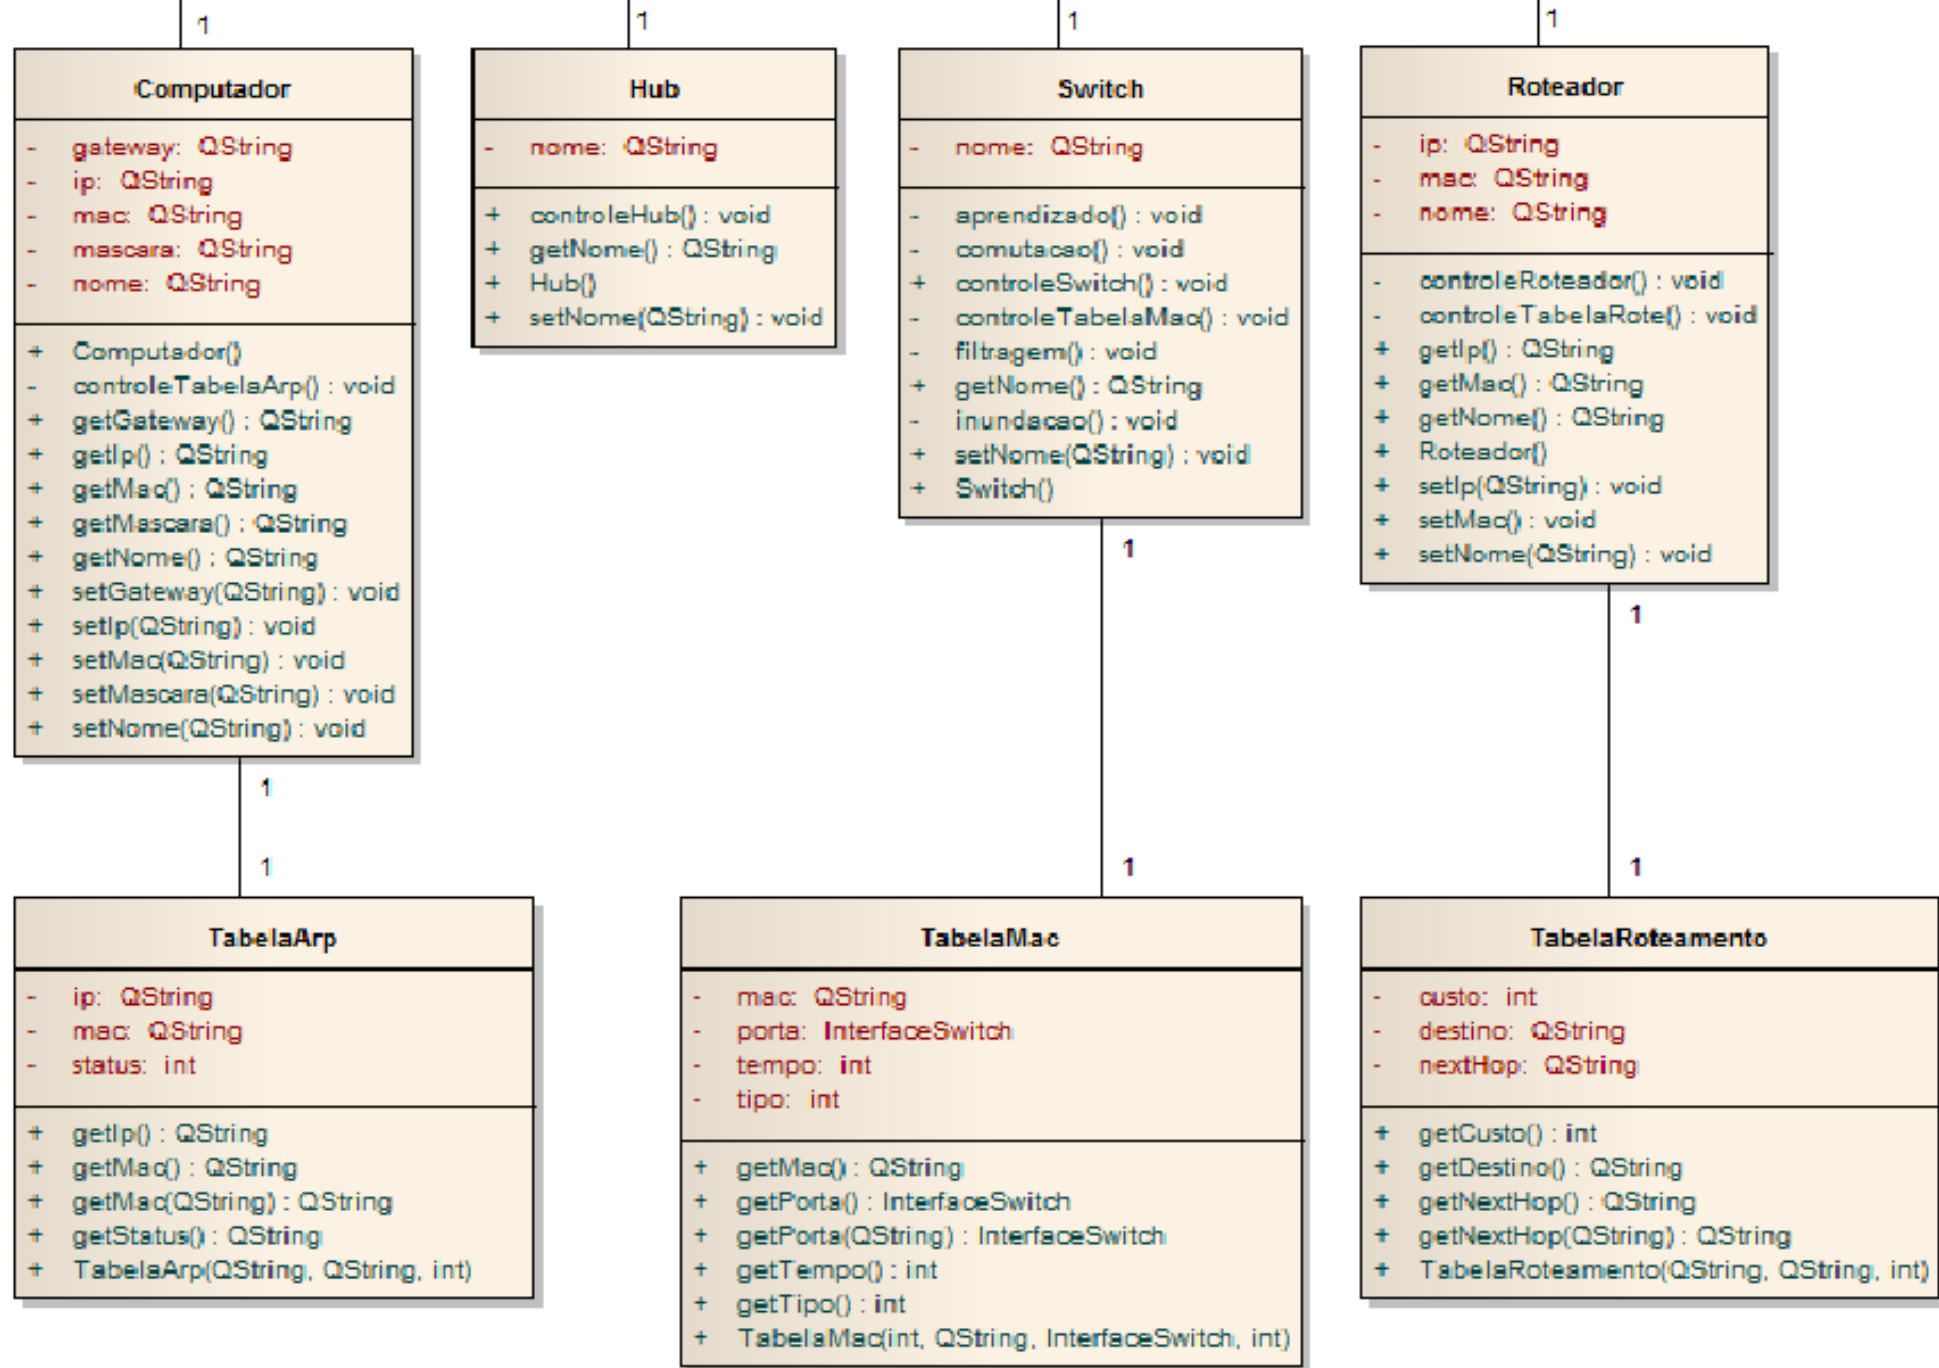 1
Computador
- gateway: QString
- ip: QString
- mac: QString
- mascara: QString
- nome: QString
+ Computador()
- controleTabelaArp() : void
+ getGateway() : QString
+ getIp() : QString
+ getMac() : QString
+ getMascara() : QString
+ getNome() : QString
+ setGateway(QString) : void
+ setIp(QString) : void
+ setMac(QString) : void
+ setMascara(QString) : void
+ setNome(QString) : void
1
1
Hub
- nome: QString
+ controleHub() : void
+ getNome() : QString
+ Hub()
+ setNome(QString) : void
1
Switch
- nome: QString
- aprendizado() : void
- comutacao() : void
+ controleSwitch() : void
- controleTabelaMac() : void
- filtragem() : void
+ getNome() : QString
- inundacao() : void
+ setNome(QString) : void
+ Switch()
1
1
Roteador
- ip: QString
- mac: QString
- nome: QString
- controleRoteador() : void
- controleTabelaRote() : void
+ getIp() : QString
+ getMac() : QString
+ getNome() : QString
+ Roteador()
+ setIp(QString) : void
+ setMac() : void
+ setNome(QString) : void
1
1
TabelaArp
- ip: QString
- mac: QString
- status: int
+ getIp() : QString
+ getMac() : QString
+ getMac(QString) : QString
+ getStatus() : QString
+ TabelaArp(QString, QString, int)
1
TabelaMac
- mac: QString
- porta: InterfaceSwitch
- tempo: int
- tipo: int
+ getMac() : QString
+ getPorta() : InterfaceSwitch
+ getPorta(QString) : InterfaceSwitch
+ getTempo() : int
+ getTipo() : int
+ TabelaMac(int, QString, InterfaceSwitch, int)
1
TabelaRoteamento
- custo: int
- destino: QString
- nextHop: QString
+ getCusto() : int
+ getDestino() : QString
+ getNextHop() : QString
+ getNextHop(QString) : QString
+ TabelaRoteamento(QString, QString, int)